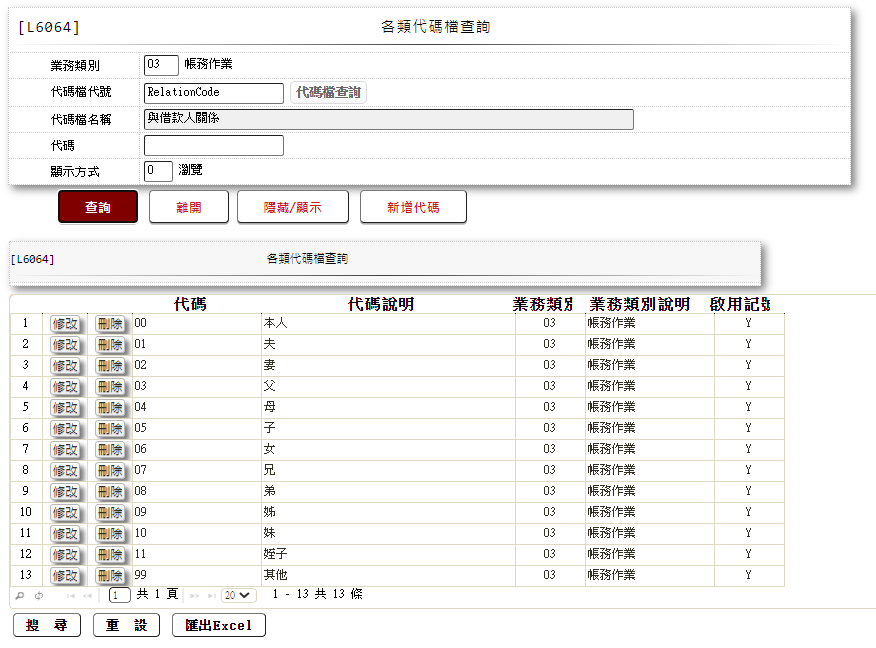 [L6064] 各類代碼檔查詢
業務類別 03 帳務作業
代碼檔代號 RelationCode 代碼檔查詢
代碼檔名稱 與借款人關係
代碼
顯示方式 0 瀏覽
查詢 離開 隱藏/顯示 新增代碼
[L6064] 各類代碼檔查詢
代碼 代碼說明 業務類別 業務類別說明 啟用記號
1 修改 刪除 00 本人 03 帳務作業 Y
2 修改 刪除 01 夫 03 帳務作業 Y
3 修改 刪除 02 妻 03 帳務作業 Y
4 修改 刪除 03 父 03 帳務作業 Y
5 修改 刪除 04 母 03 帳務作業 Y
6 修改 刪除 05 子 03 帳務作業 Y
7 修改 刪除 06 女 03 帳務作業 Y
8 修改 刪除 07 兄 03 帳務作業 Y
9 修改 刪除 08 弟 03 帳務作業 Y
10 修改 刪除 09 姊 03 帳務作業 Y
11 修改 刪除 10 妹 03 帳務作業 Y
12 修改 刪除 11 姪子 03 帳務作業 Y
13 修改 刪除 99 其他 03 帳務作業 Y
1 共 1 頁 20 1 - 13 共 13 條
搜 尋 重 設 匯出Excel